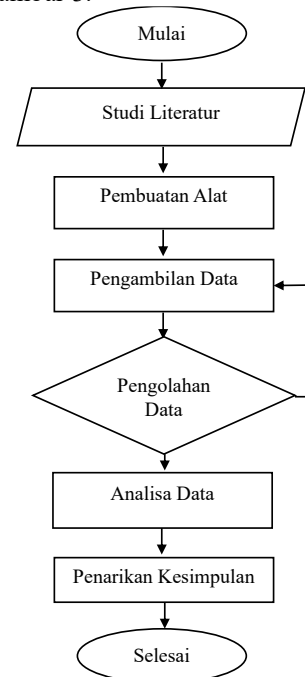 Mulai
Studi Literatur
Pembuatan Alat
Pengambilan Data
Pengolahan
Data
Analisa Data
Penarikan Kesimpulan
Selesai